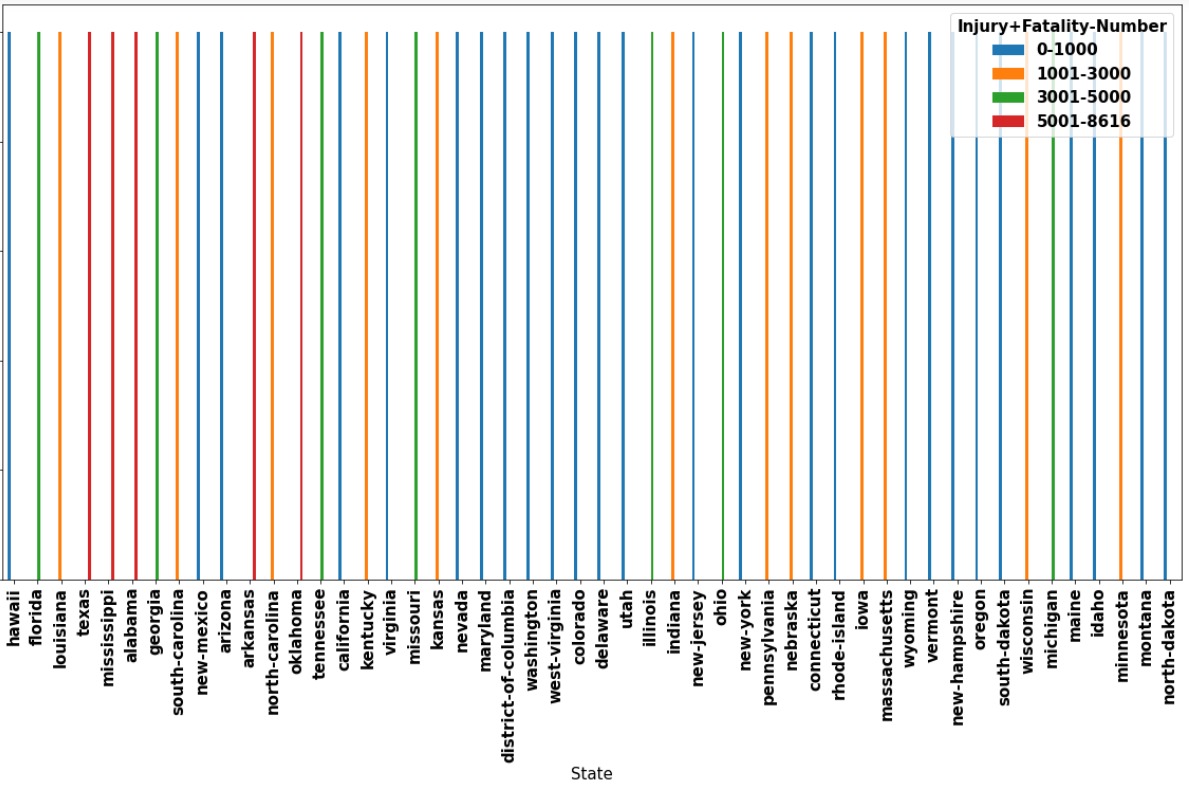 Injury+Fatality-Number
0-1000
1001-3000
3001-5000
5001-8616
hawaii
florida
louisiana
texas
mississippi
alabama
georgia
south-carolina
new-mexico
arizona
arkansas
north-carolina
oklahoma
tennessee
california
kentucky
virginia
missouri
kansas
nevada
maryland
district-of-columbia
washington
west-virginia
colorado
delaware
utah
illinois
indiana
new-jersey
ohio
new-york
pennsylvania
nebraska
connecticut
rhode-island
iowa
massachusetts
wyoming
vermont
new-hampshire
oregon
south-dakota
wisconsin
michigan
maine
idaho
minnesota
montana
north-dakota
State